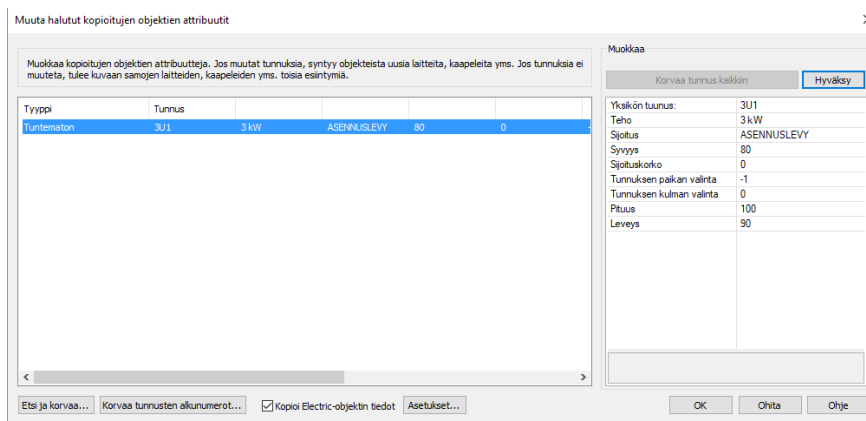 Muuta halutut kopioitujen objektien attribuutit
Muokkaa kopioitujen objektien attribuutteja. Jos muutat tunnuksia, syntyy objekteista uusia laitteita, kaapeleita yms. Jos tunnuksia ei
muuteta, tulee kuvaan samojen laitteiden, kaapeleiden yms. toisia esiintymiä.
Tyyppi Tunnus
Tuntematon 3U1 3 kW ASENNUSLEVY 80 0
Muokkaa
Korvaa tunnus kaikkiin Hyväksy
Yksikön tuunus: 3U1
Teho 3 kW
Sijoitus ASENNUSLEVY
Syvyys 80
Sijoituskorko 0
Tunnuksen paikan valinta -1
Tunnuksen kulman valinta 0
Pituus 100
Leveys 90
Etsi ja korvaa... Korvaa tunnusten alkunumerot... Kopioi Electric-objektin tiedot Asetukset... OK Ohita Ohje